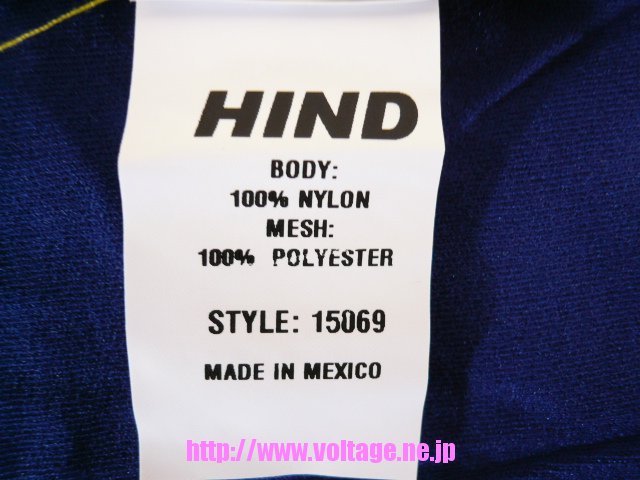 HIND
BODY:
100% NYLON
MESH:
100% POLYESTER
STYLE: 15069
MADE IN MEXICO
http://www.voltage.ne.jp